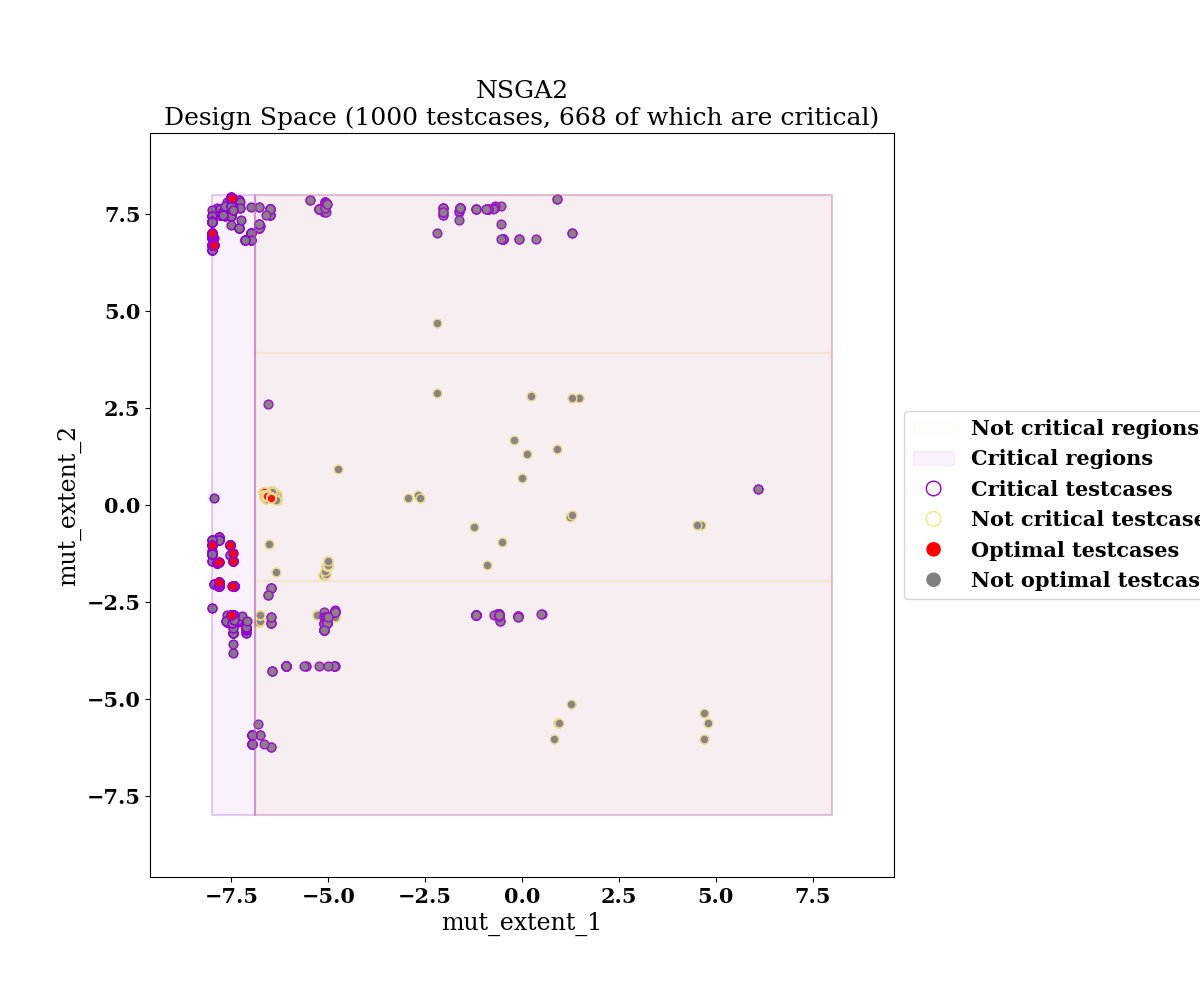 NSGA2
Design Space (1000 testcases, 668 of which are critical)
mut_extent_2
7.5
5.0
2.5
0.0
−2.5
−5.0
−7.5
−7.5
−5.0
−2.5
0.0
2.5
5.0
7.5
mut_extent_1
Not critical regions
Critical regions
Critical testcases
Not critical testcase
Optimal testcases
Not optimal testcas